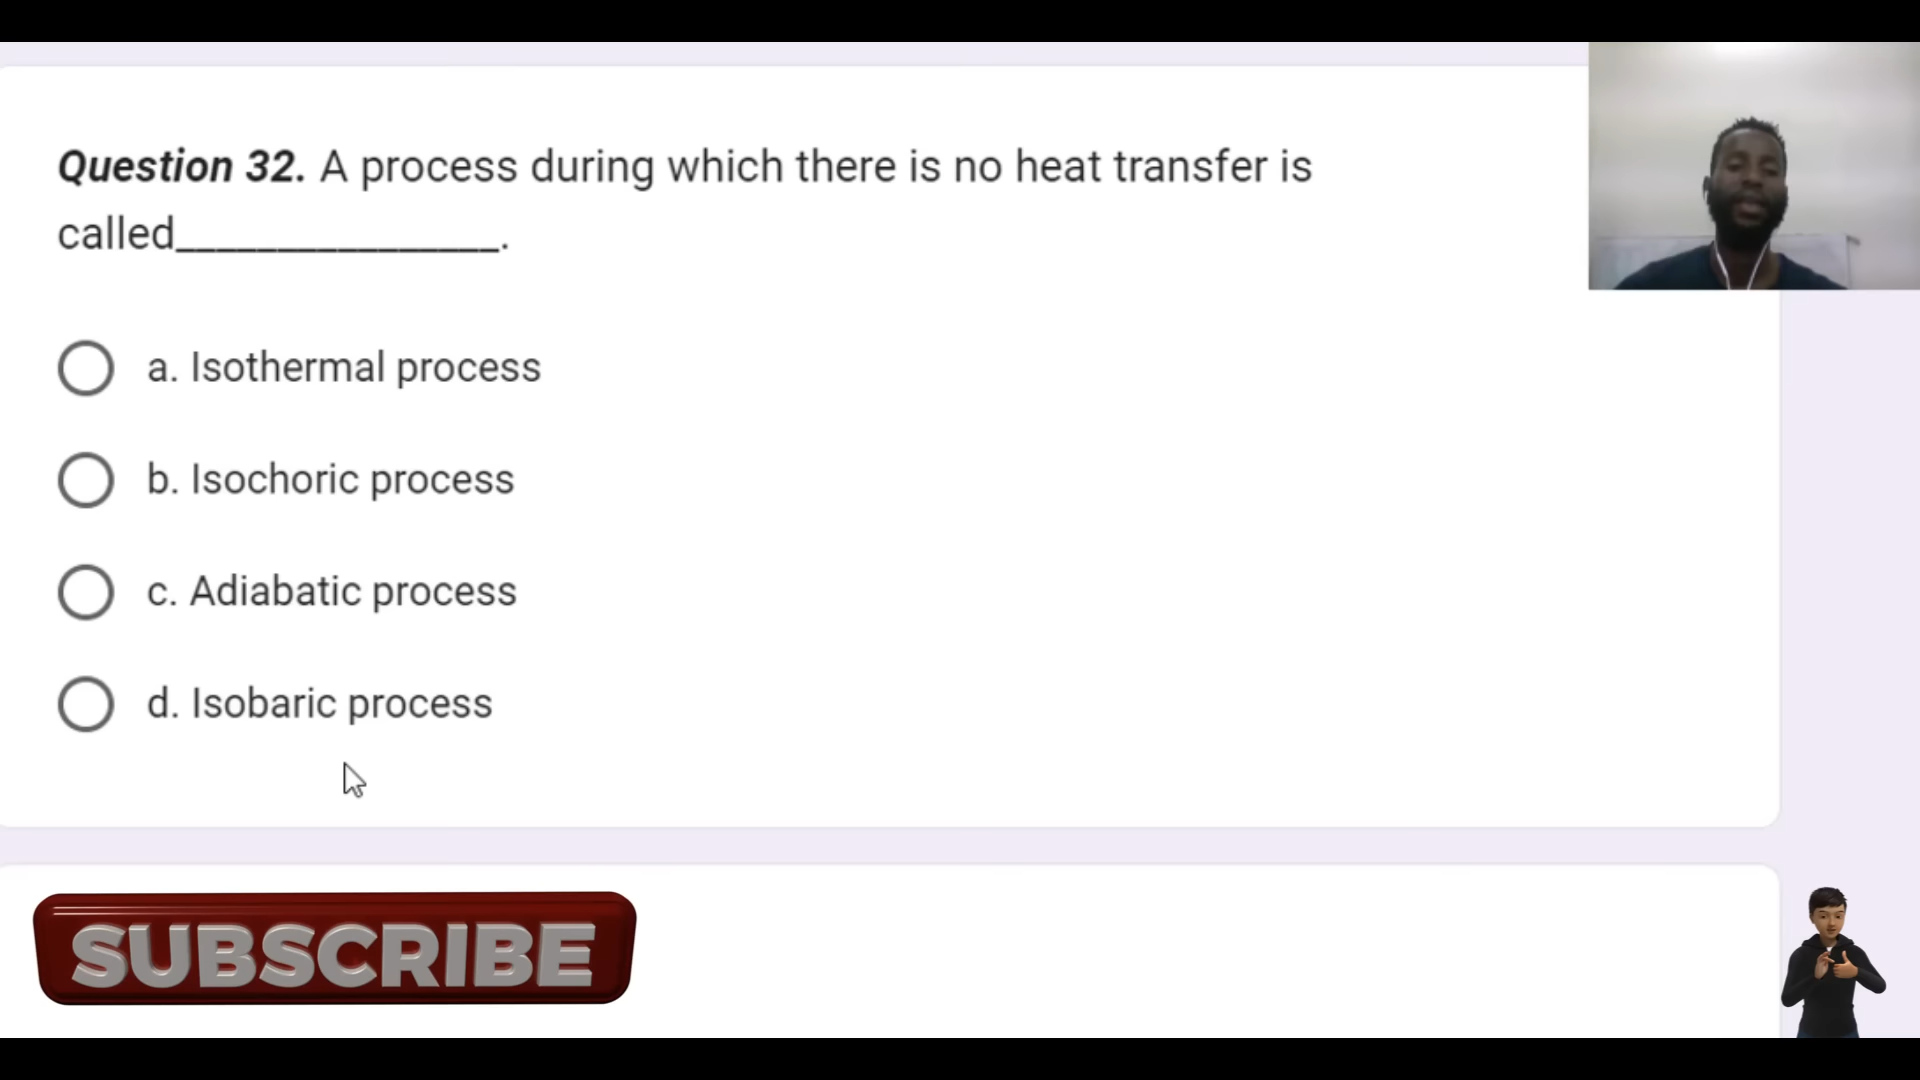 Question 32. A process during which there is no heat transfer is
called________________.
a. Isothermal process
b. Isochoric process
c. Adiabatic process
d. Isobaric process
SUBSCRIBE